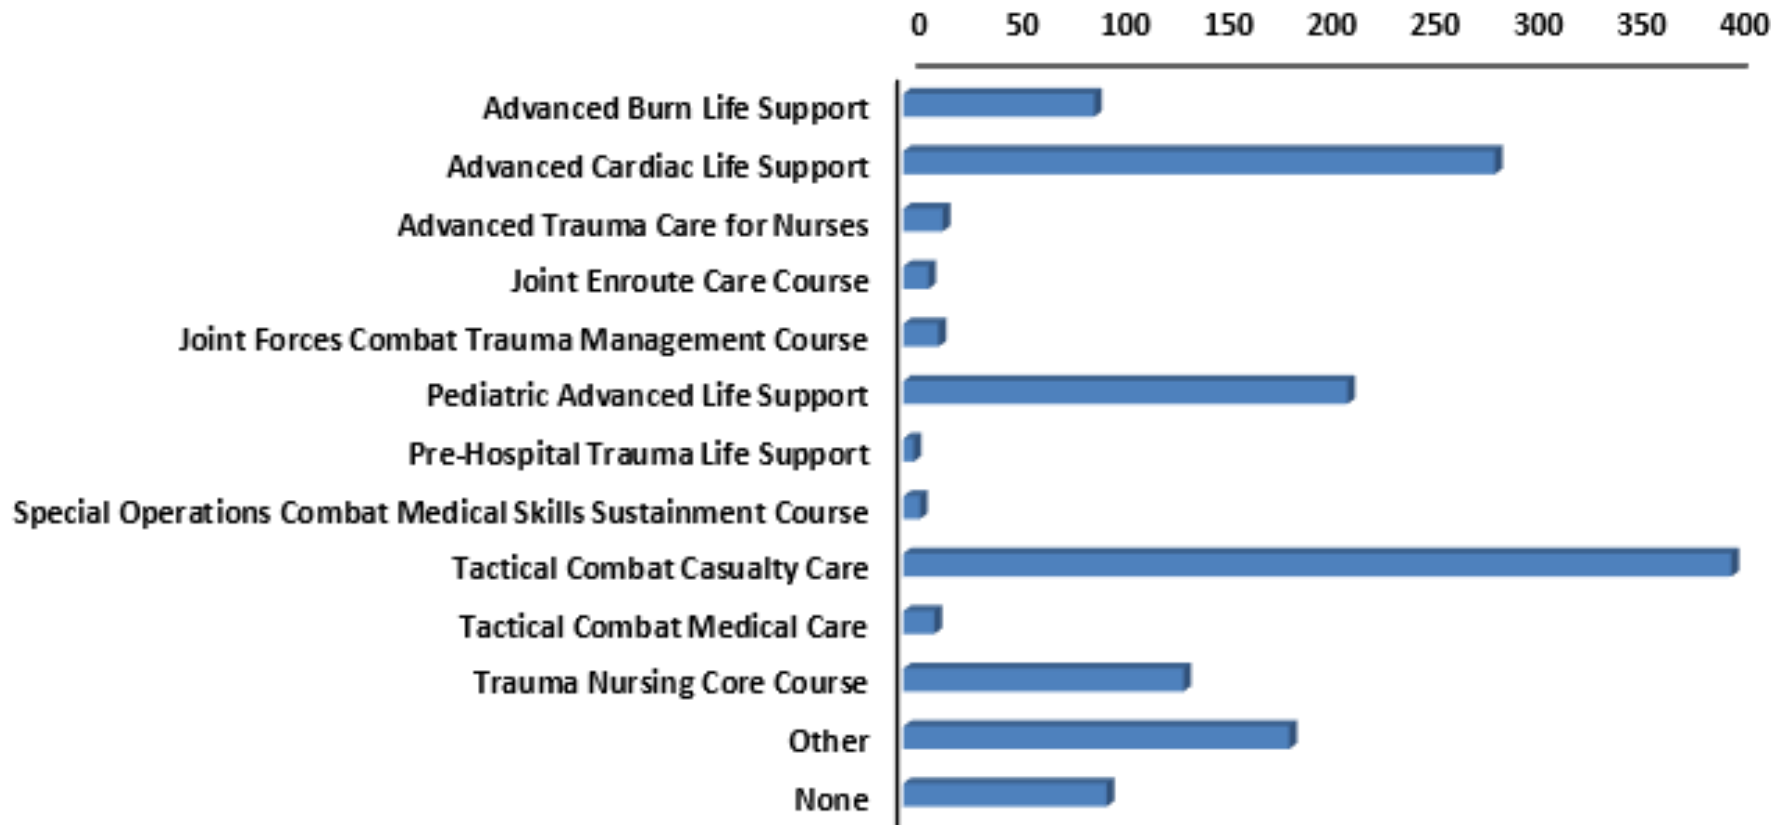 0 50 100 150 200 250 300 350 400
Advanced Burn Life Support
Advanced Cardiac Life Support
Advanced Trauma Care for Nurses
Joint Enroute Care Course
Joint Forces Combat Trauma Management Course
Pediatric Advanced Life Support
Pre-Hospital Trauma Life Support
Special Operations Combat Medical Skills Sustainment Course
Tactical Combat Casualty Care
Tactical Combat Medical Care
Trauma Nursing Core Course
Other
None